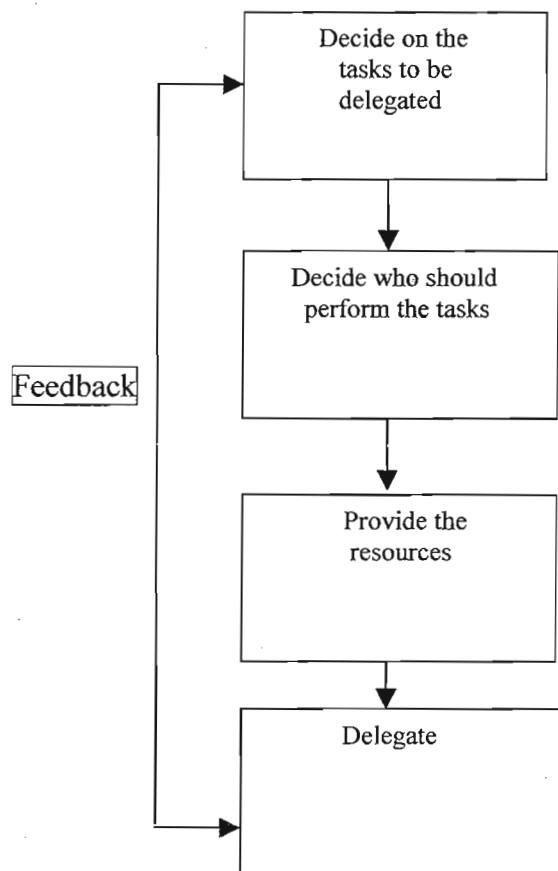 Decide on the
tasks to be
delegated
Decide who should
perform the tasks
Feedback
Provide the
resources
Delegate